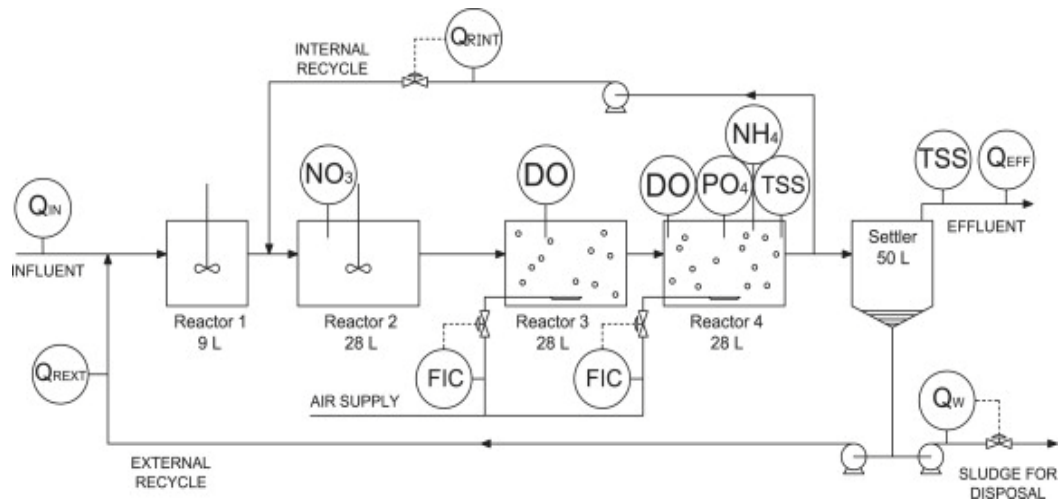 INTERNAL
RECYCLE
QRINT
NH4
NO3
DO
DO
PO4
TSS
TSS
QEFF
EFFLUENT
QIN
INFLUENT
Reactor 1
9 L
Reactor 2
28 L
Reactor 3
28 L
Reactor 4
28 L
Settler
50 L
QREXT
FIC
FIC
AIR SUPPLY
QW
EXTERNAL
RECYCLE
SLUDGE FOR
DISPOSAL